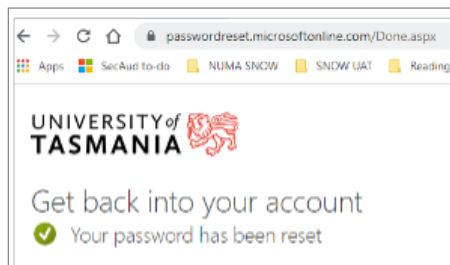 passwordreset.microsoftonline.com/Done.aspx
Apps SecAud to-do NUMA SNOW SNOW UAT Reading
UNIVERSITY of
TASMANIA
Get back into your account
Your password has been reset